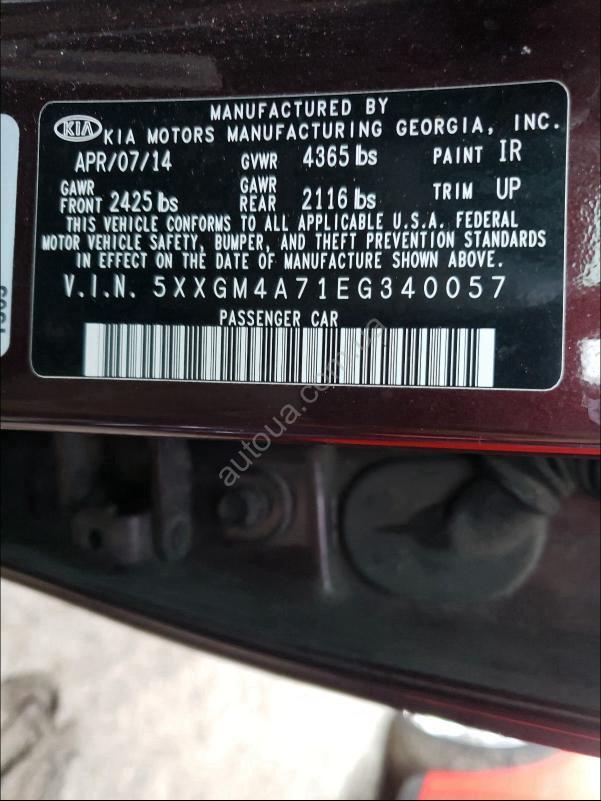 MANUFACTURED BY
KIA
KIA MOTORS MANUFACTURING GEORGIA, INC.
APR/07/14 GVWR 4365 lbs PAINT IR
GAWR FRONT 2425 lbs GAWR REAR 2116 lbs TRIM UP
THIS VEHICLE CONFORMS TO ALL APPLICABLE U.S.A. FEDERAL
MOTOR VEHICLE SAFETY, BUMPER, AND THEFT PREVENTION STANDARDS
IN EFFECT ON THE DATE OF MANUFACTURE SHOWN ABOVE.
V.I.N. 5XXGM4A71EG340057
PASSENGER CAR
autoua.com